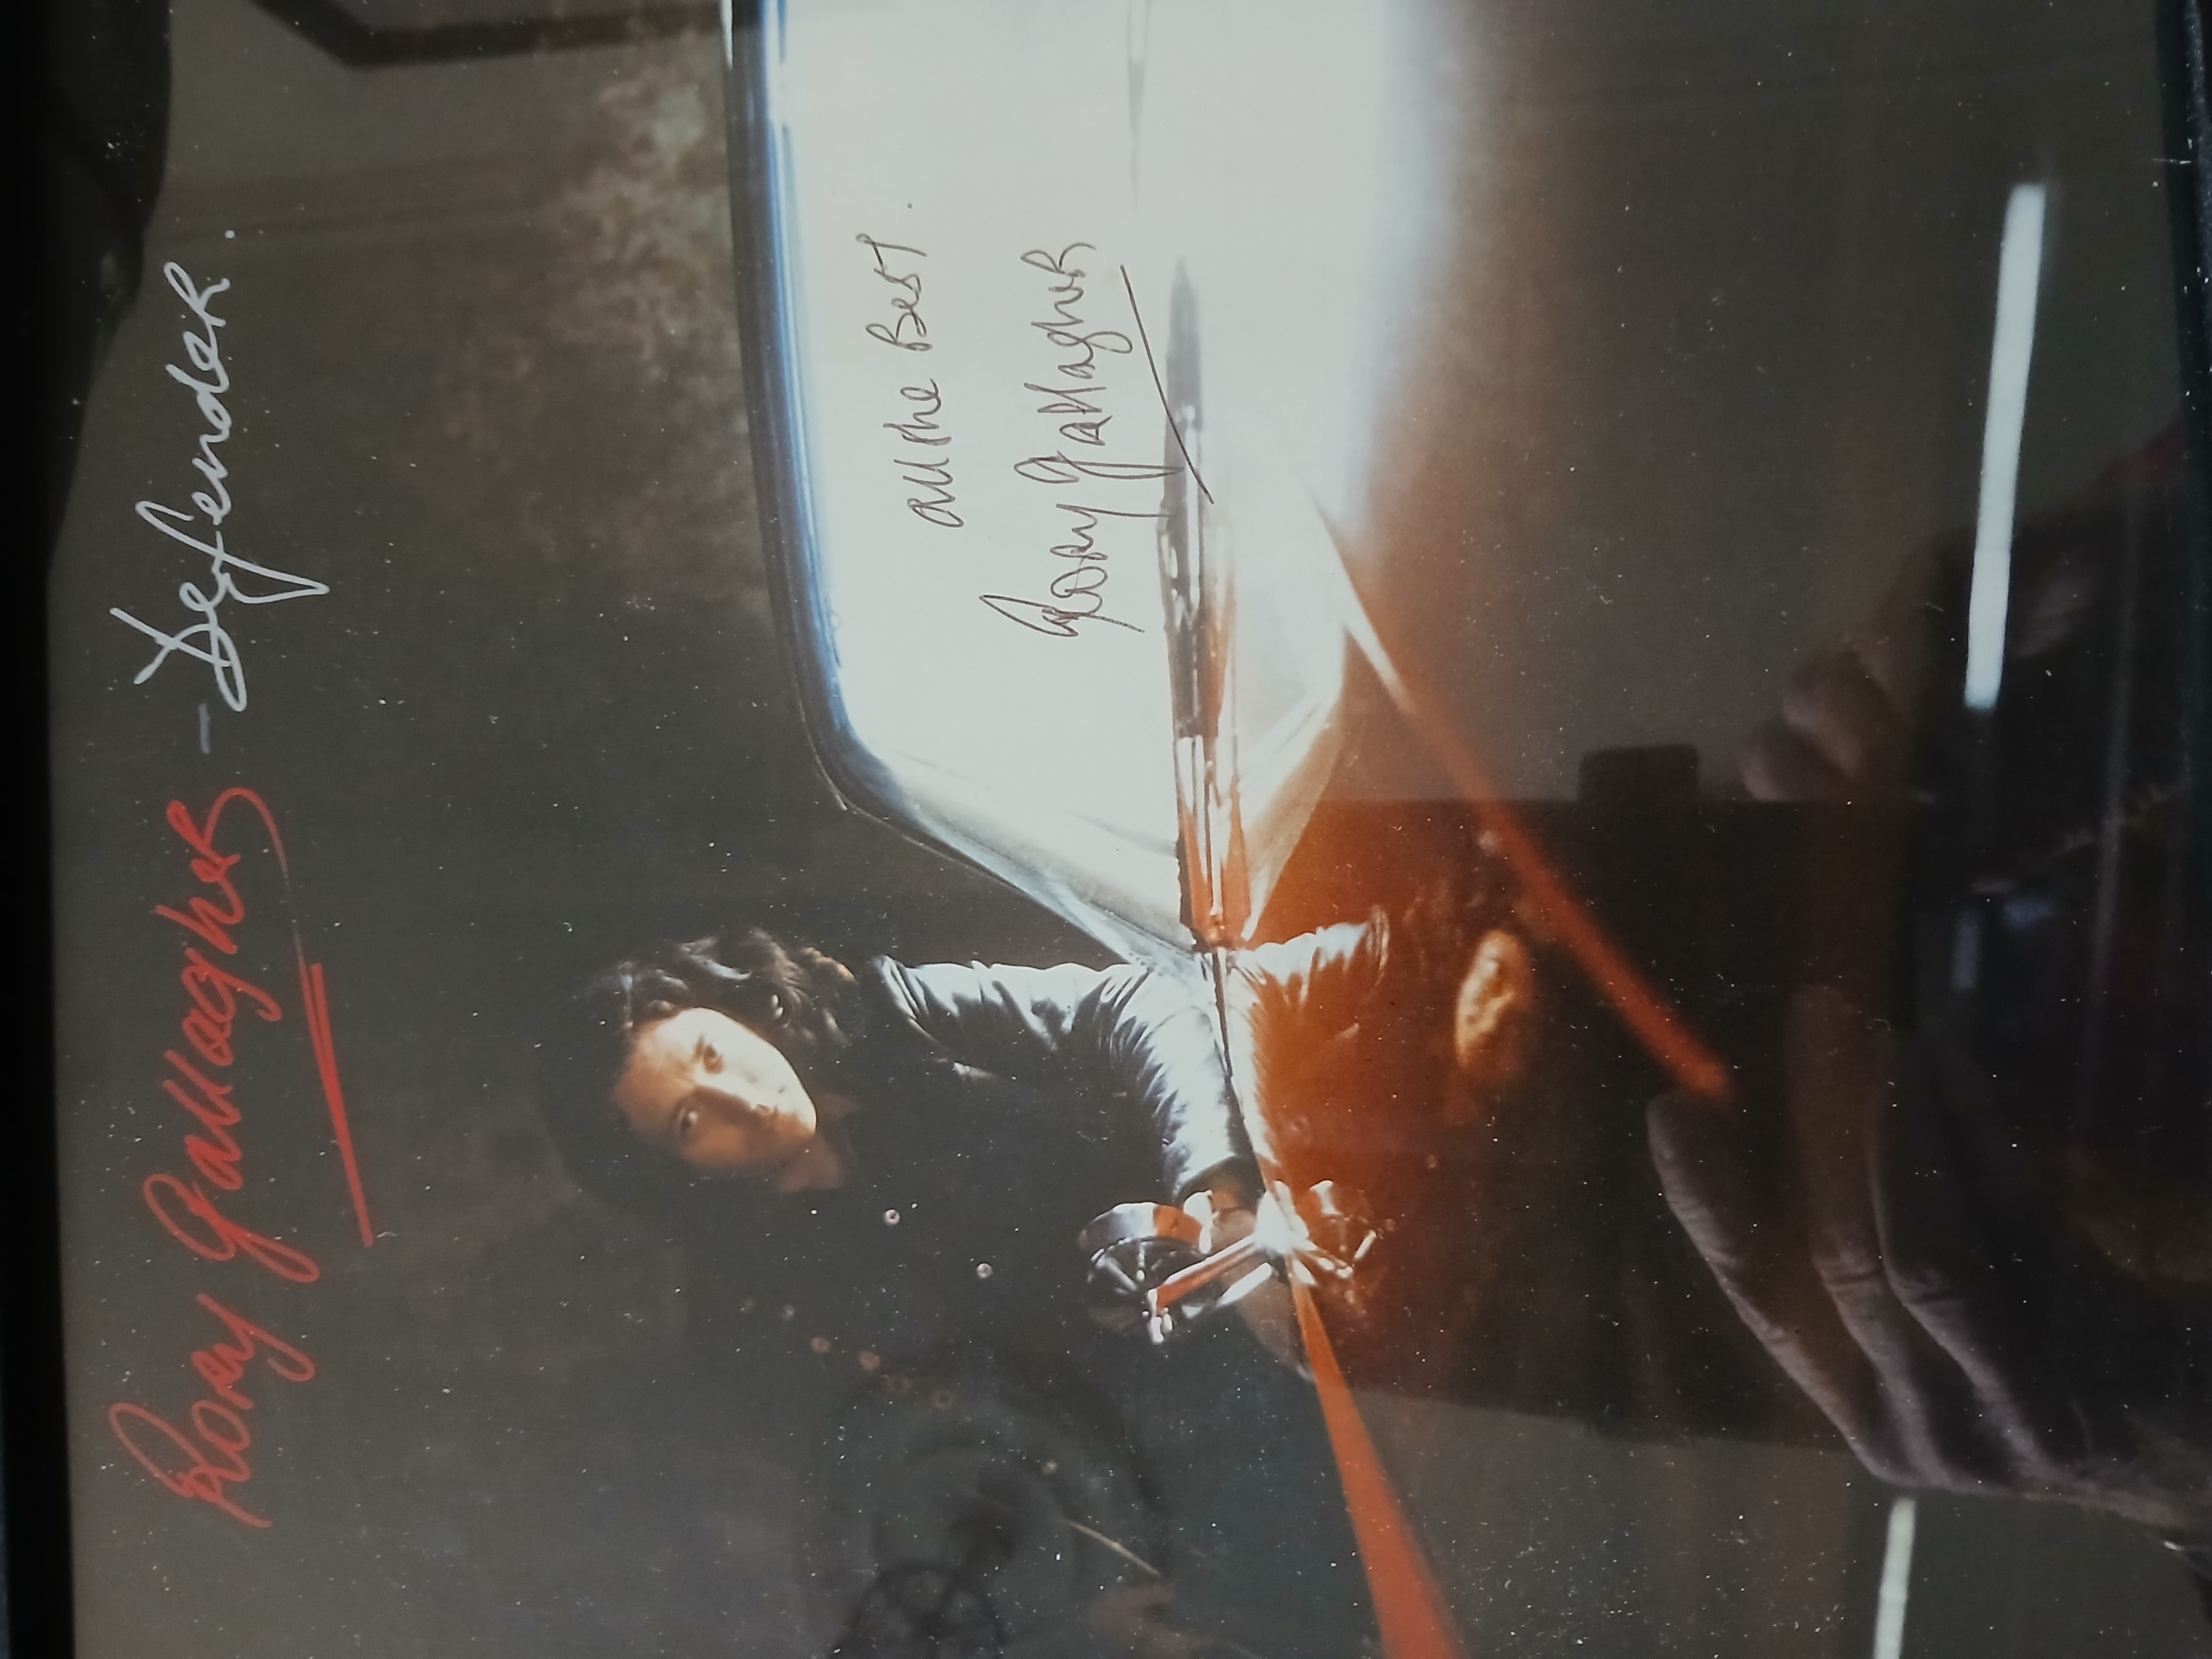 Rory Gallagher - Defender.
All the Best.
Rory Gallagher